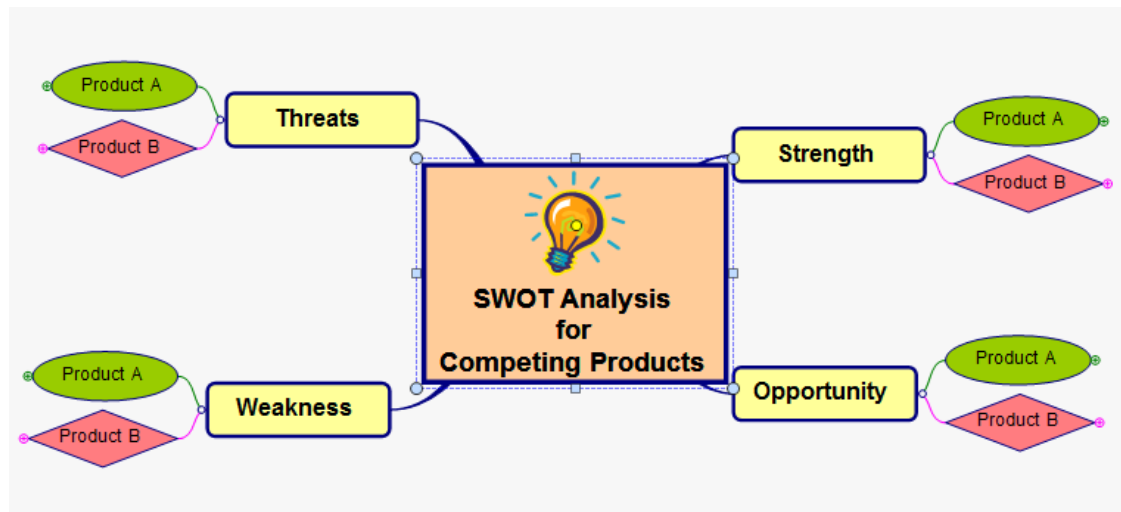 Product A
Threats
Product B
Product A
Strength
Product B
SWOT Analysis
for
Competing Products
Product A
Weakness
Product B
Product A
Opportunity
Product B